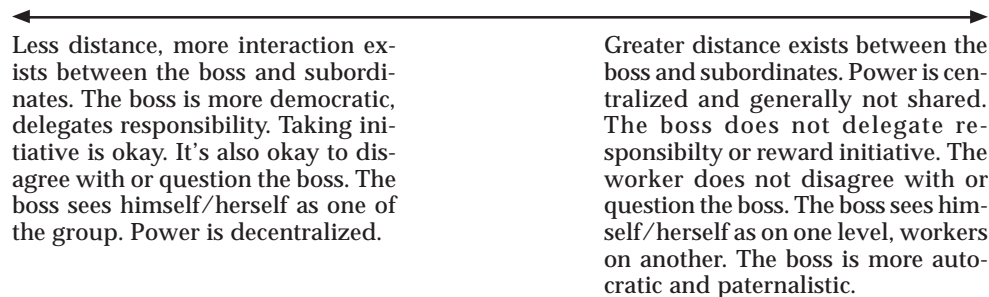 Less distance, more interaction ex-
ists between the boss and subordi-
nates. The boss is more democratic,
delegates responsibility. Taking ini-
tiative is okay. It's also okay to dis-
agree with or question the boss. The
boss sees himself/herself as one of
the group. Power is decentralized.
Greater distance exists between the
boss and subordinates. Power is cen-
tralized and generally not shared.
The boss does not delegate re-
sponsibilty or reward initiative. The
worker does not disagree with or
question the boss. The boss sees him-
self/herself as on one level, workers
on another. The boss is more auto-
cratic and paternalistic.